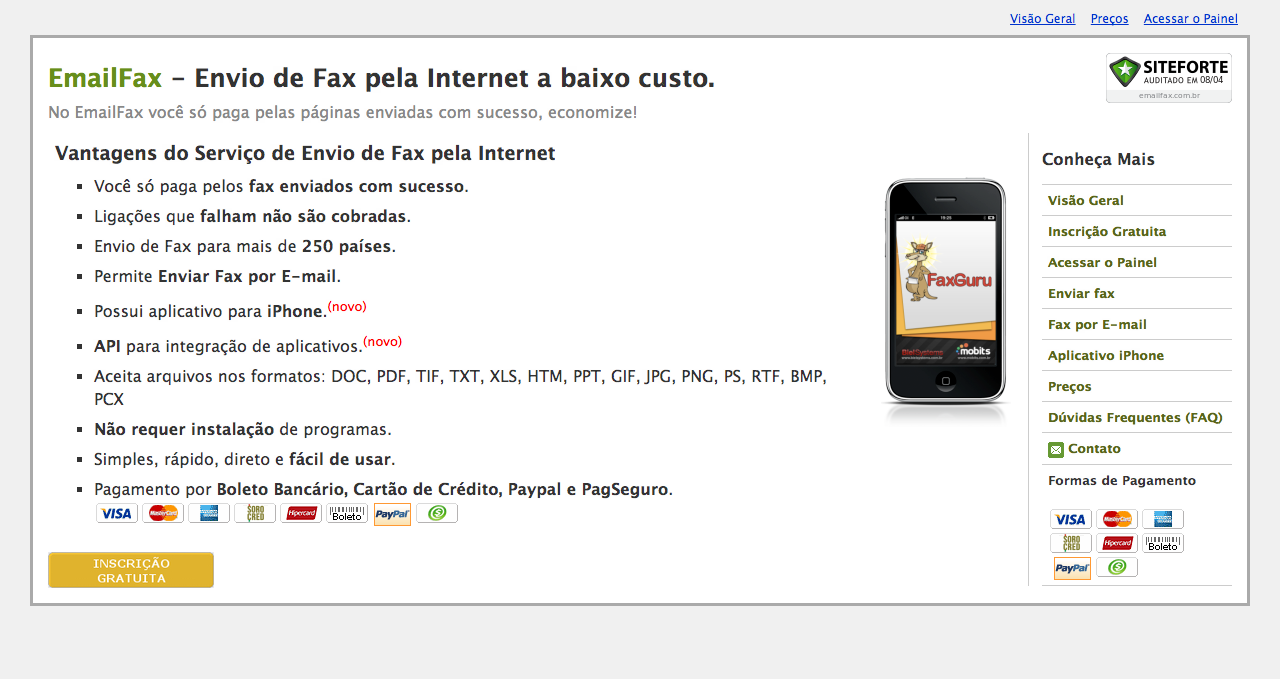 Visão Geral Preços Acessar o Painel
EmailFax - Envio de Fax pela Internet a baixo custo.
No EmailFax você só paga pelas páginas enviadas com sucesso, economize!
SITEFORTE
AUDITADO EM 08/04
emailfax.com.br
Vantagens do Serviço de Envio de Fax pela Internet
Você só paga pelos fax enviados com sucesso.
Ligações que falham não são cobradas.
Envio de Fax para mais de 250 países.
Permite Enviar Fax por E-mail.
Possui aplicativo para iPhone.(novo)
API para integração de aplicativos.(novo)
Aceita arquivos nos formatos: DOC, PDF, TIF, TXT, XLS, HTM, PPT, GIF, JPG, PNG, PS, RTF, BMP,
PCX
Não requer instalação de programas.
Simples, rápido, direto e fácil de usar.
Pagamento por Boleto Bancário, Cartão de Crédito, Paypal e PagSeguro.
VISA MasterCard SORO CRED Hipercard Boleto PayPal
INSCRIÇÃO
GRATUITA
FaxGuru
mobits
Conheça Mais
Visão Geral
Inscrição Gratuita
Acessar o Painel
Enviar fax
Fax por E-mail
Aplicativo iPhone
Preços
Dúvidas Frequentes (FAQ)
Contato
Formas de Pagamento
VISA MasterCard
SORO CRED Hipercard Boleto
PayPal